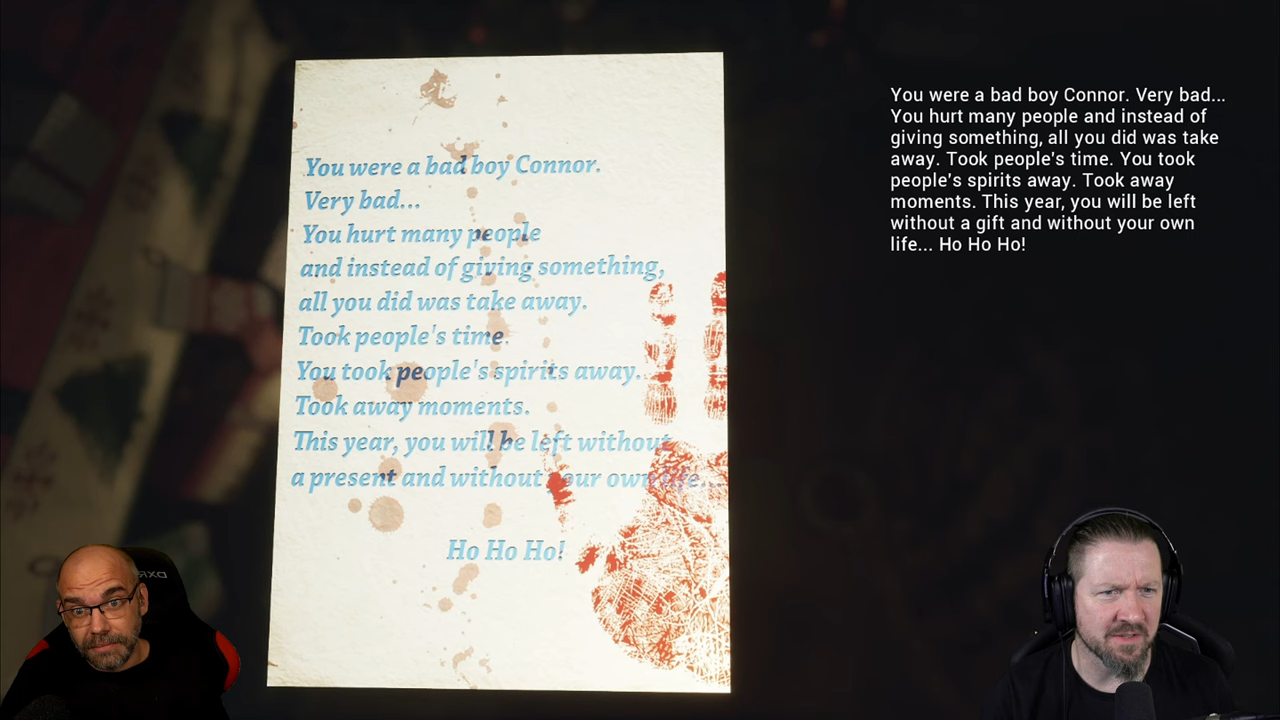 You were a bad boy Connor.
Very bad...
You hurt many people
and instead of giving something,
all you did was take away.
Took people's time.
You took people's spirits away.
Took away moments.
This year, you will be left without
a present and without your own life...
Ho Ho Ho!
You were a bad boy Connor. Very bad...
You hurt many people and instead of
giving something, all you did was take
away. Took people's time. You took
people's spirits away. Took away
moments. This year, you will be left
without a gift and without your own
life... Ho Ho Ho!
DXR